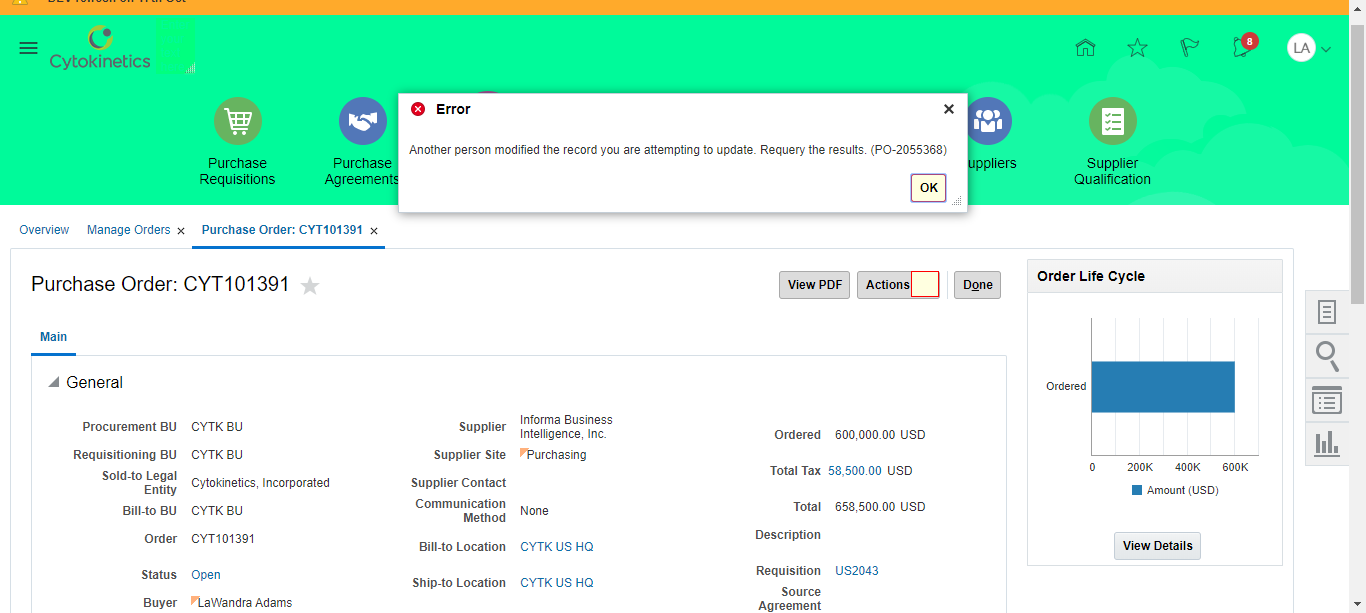 Cytokinetics
8
LA
Purchase
Requisitions
Purchase
Agreements
Supplier
Qualification
Error
Another person modified the record you are attempting to update. Requery the results. (PO-2055368)
OK
Overview
Manage Orders
Purchase Order: CYT101391
Purchase Order: CYT101391
View PDF
Actions
Done
Main
General
Procurement BU CYTK BU
Requisitioning BU CYTK BU
Sold-to Legal
Entity Cytokinetics, Incorporated
Bill-to BU CYTK BU
Order CYT101391
Status Open
Buyer LaWandra Adams
Supplier Informa Business
Intelligence, Inc.
Supplier Site Purchasing
Supplier Contact
Communication
Method None
Bill-to Location CYTK US HQ
Ship-to Location CYTK US HQ
Ordered 600,000.00 USD
Total Tax 58,500.00 USD
Total 658,500.00 USD
Description
Requisition US2043
Source
Agreement
Order Life Cycle
Ordered
0 200K 400K 600K
Amount (USD)
View Details